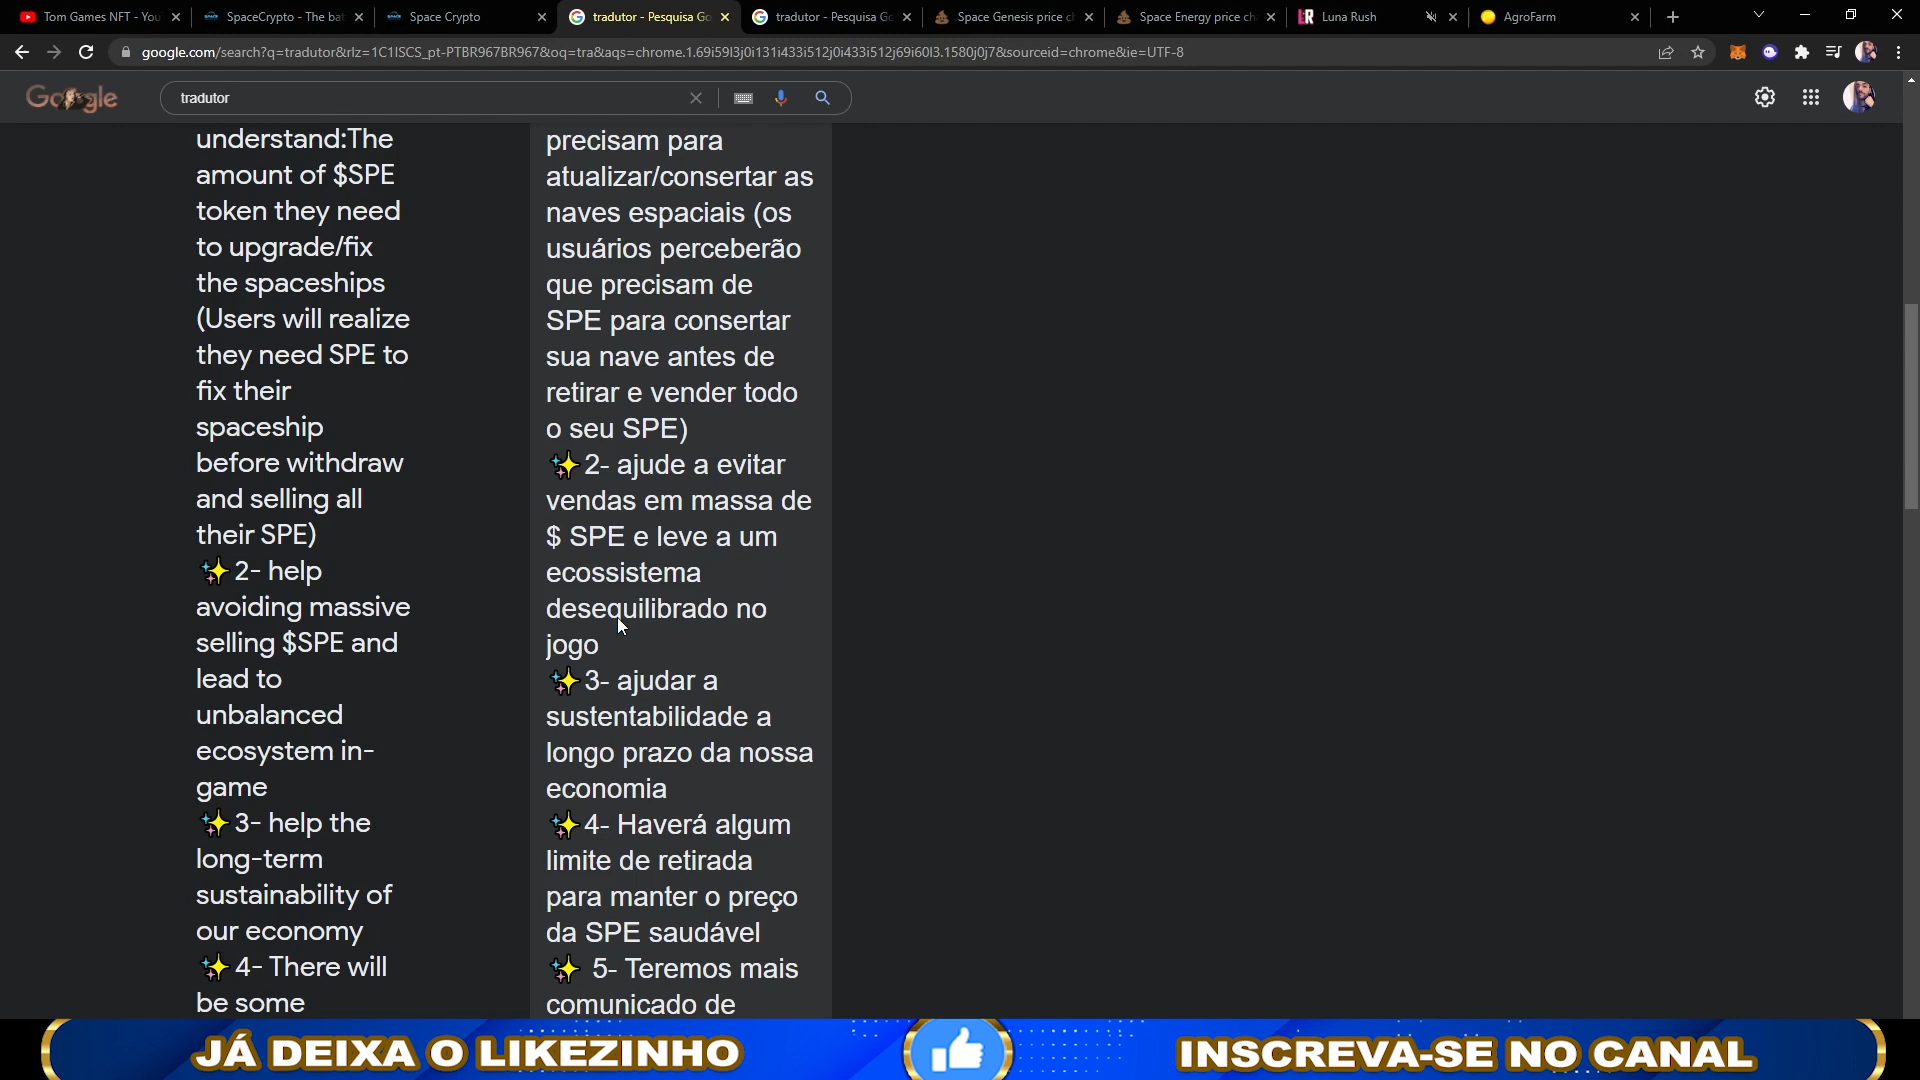 Tom Games NFT - You
SpaceCrypto - The bat
Space Crypto
tradutor - Pesquisa Go
tradutor - Pesquisa Go
Space Genesis price ch
Space Energy price ch
Luna Rush
AgroFarm
google.com/search?q=tradutor&rlz=1C1ISCS_pt-PTBR967BR967&oq=tra&aqs=chrome.1.69i59l3j0i131i433i512j0i433i512j69i60l3.1580j0j7&sourceid=chrome&ie=UTF-8
Google
tradutor
understand:The
amount of $SPE
token they need
to upgrade/fix
the spaceships
(Users will realize
they need SPE to
fix their
spaceship
before withdraw
and selling all
their SPE)
✨2- help
avoiding massive
selling $SPE and
lead to
unbalanced
ecosystem in-
game
✨3- help the
long-term
sustainability of
our economy
✨4- There will
be some
precisam para
atualizar/consertar as
naves espaciais (os
usuários perceberão
que precisam de
SPE para consertar
sua nave antes de
retirar e vender todo
o seu SPE)
✨2- ajude a evitar
vendas em massa de
$ SPE e leve a um
ecossistema
desequilibrado no
jogo
✨3- ajudar a
sustentabilidade a
longo prazo da nossa
economia
✨4- Haverá algum
limite de retirada
para manter o preço
da SPE saudável
✨ 5- Teremos mais
comunicado de
JÁ DEIXA O LIKEZINHO
INSCREVA-SE NO CANAL